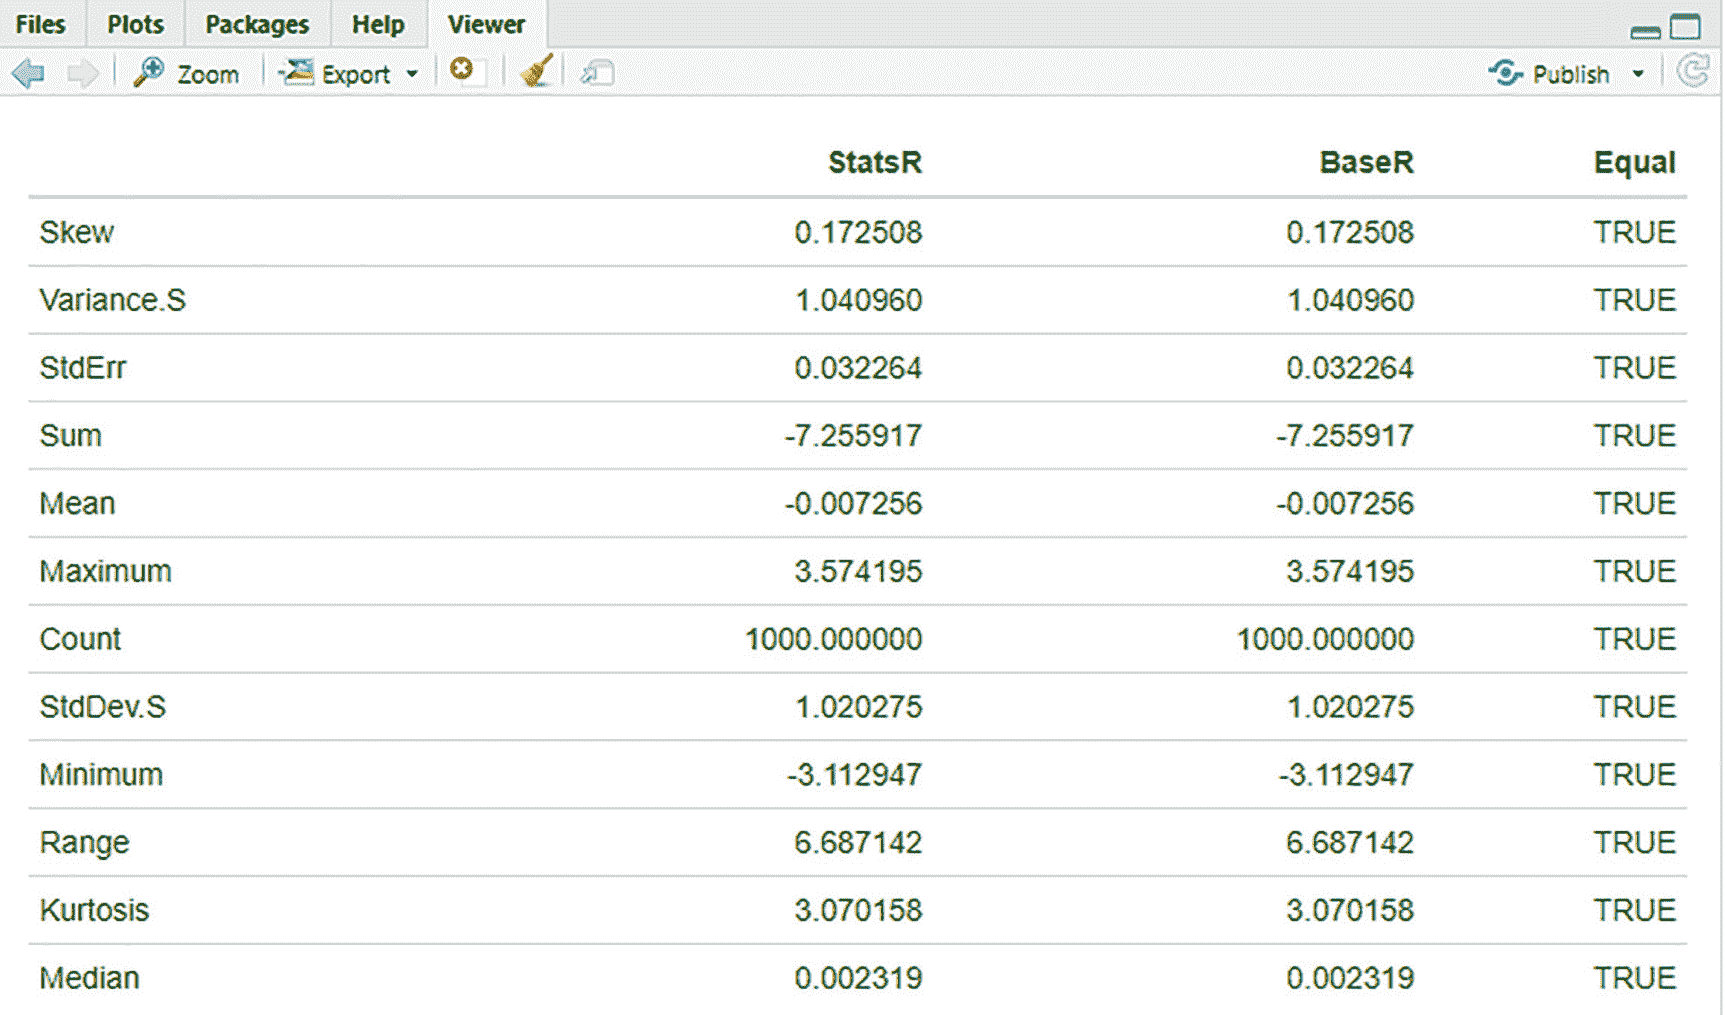 Files Plots Packages Help Viewer
Zoom Export Publish
StatsR BaseR Equal
Skew 0.172508 0.172508 TRUE
Variance.S 1.040960 1.040960 TRUE
StdErr 0.032264 0.032264 TRUE
Sum -7.255917 -7.255917 TRUE
Mean -0.007256 -0.007256 TRUE
Maximum 3.574195 3.574195 TRUE
Count 1000.000000 1000.000000 TRUE
StdDev.S 1.020275 1.020275 TRUE
Minimum -3.112947 -3.112947 TRUE
Range 6.687142 6.687142 TRUE
Kurtosis 3.070158 3.070158 TRUE
Median 0.002319 0.002319 TRUE